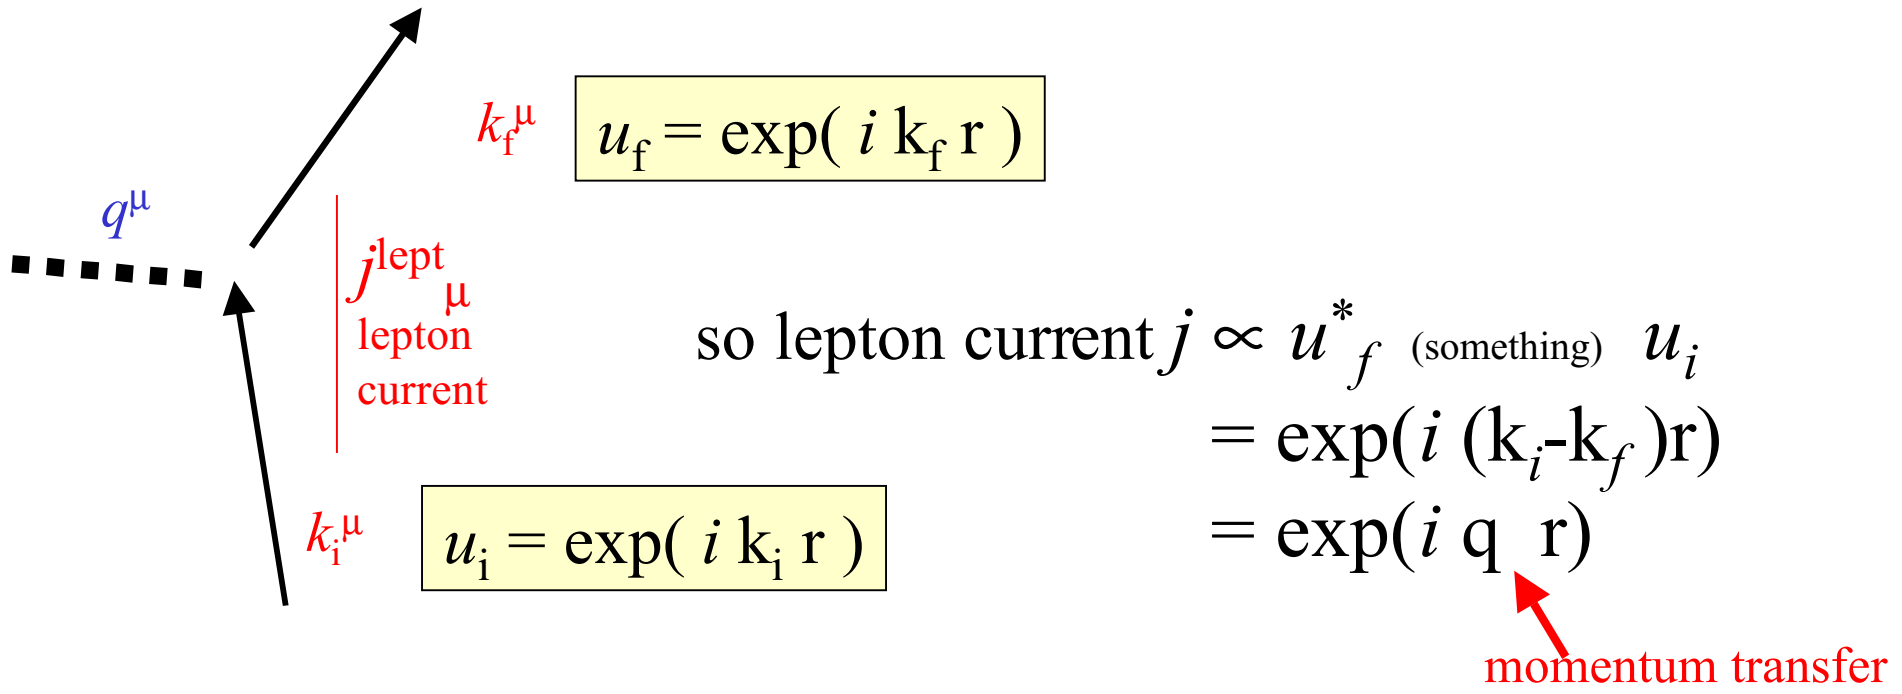 k_f^μ
u_f = exp( i k_f r )
q^μ
j^lept_μ
lepton
current
so lepton current j ∝ u*_f (something) u_i
= exp(i (k_i-k_f )r)
= exp(i q r)
k_i^μ
u_i = exp( i k_i r )
momentum transfer